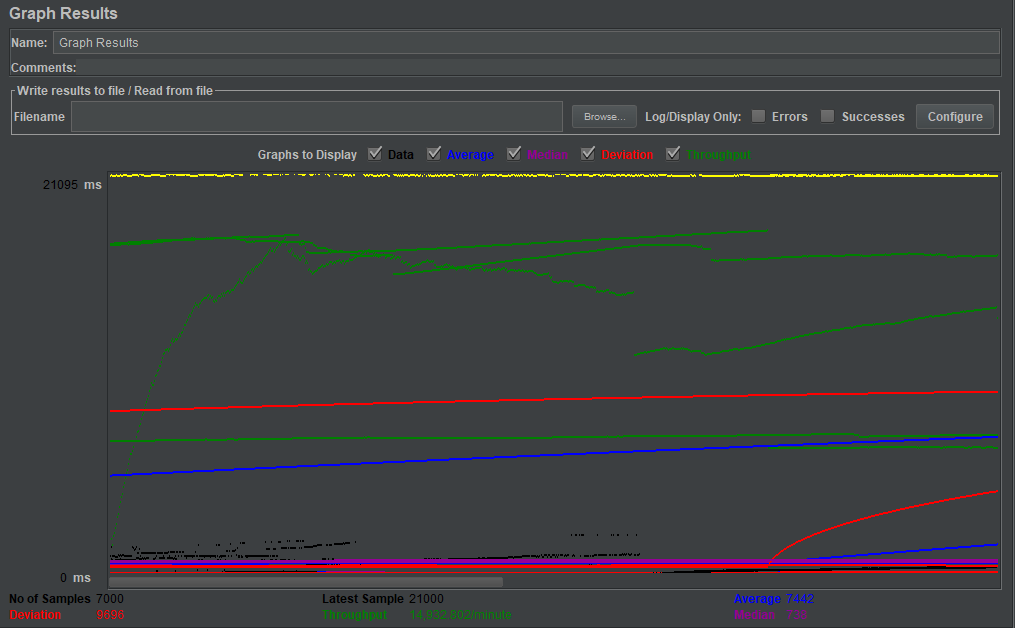 Graph Results
Name: Graph Results
Comments:
Write results to file / Read from file
Filename Browse... Log/Display Only: Errors Successes Configure
Graphs to Display Data Average Median Deviation Throughput
21095 ms
0 ms
No of Samples 7000 Latest Sample 21000 Average 7442
Deviation 9696 Throughput 14,932.802/minute Median 728